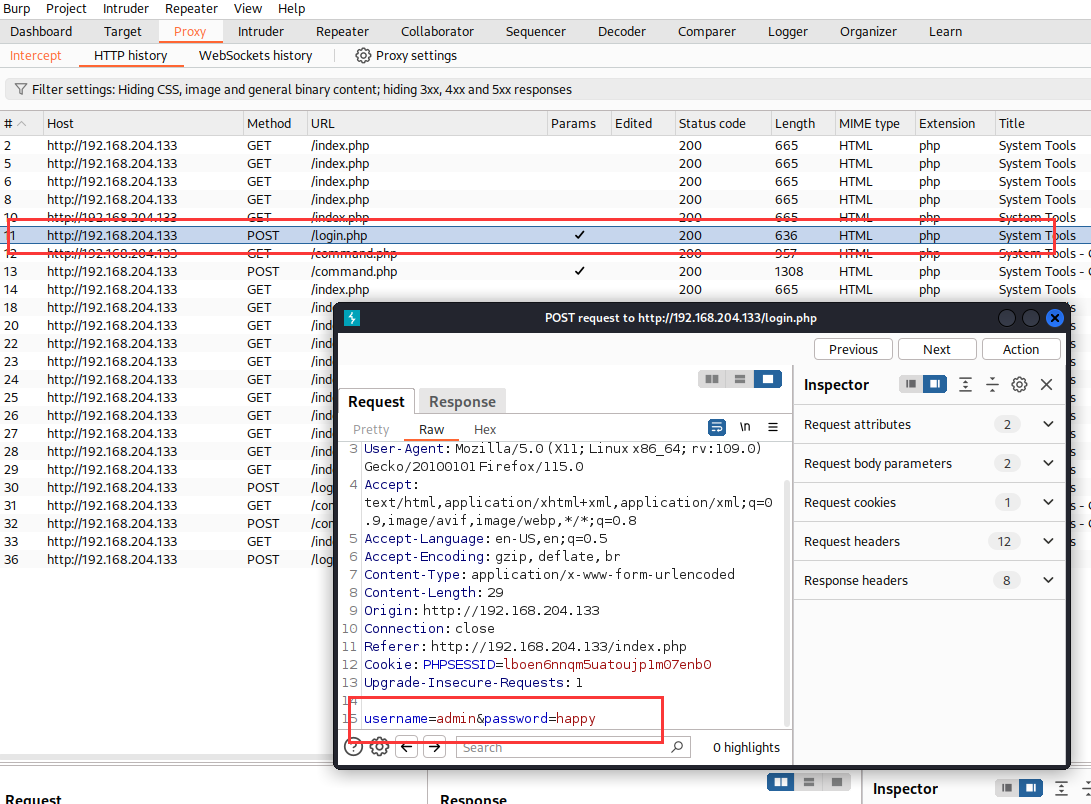 Burp Project Intruder Repeater View Help
Dashboard Target Proxy Intruder Repeater Collaborator Sequencer Decoder Comparer Logger Organizer Learn
Intercept HTTP history WebSockets history Proxy settings
Filter settings: Hiding CSS, image and general binary content; hiding 3xx, 4xx and 5xx responses
# Host Method URL Params Edited Status code Length MIME type Extension Title
2 http://192.168.204.133 GET /index.php 200 665 HTML php System Tools
5 http://192.168.204.133 GET /index.php 200 665 HTML php System Tools
6 http://192.168.204.133 GET /index.php 200 665 HTML php System Tools
8 http://192.168.204.133 GET /index.php 200 665 HTML php System Tools
10 http://192.168.204.133 GET /index.php 200 665 HTML php System Tools
11 http://192.168.204.133 POST /login.php ✓ 200 636 HTML php System Tools
12 http://192.168.204.133 GET /command.php 200 957 HTML php System Tools - C
13 http://192.168.204.133 POST /command.php ✓ 200 1308 HTML php System Tools - C
14 http://192.168.204.133 GET /index.php 200 665 HTML php System Tools
18 http://192.168.204.133 GET /inde
20 http://192.168.204.133 GET /inde
22 http://192.168.204.133 GET /inde
23 http://192.168.204.133 GET /inde
24 http://192.168.204.133 GET /inde
25 http://192.168.204.133 GET /inde
26 http://192.168.204.133 GET /inde
27 http://192.168.204.133 GET /inde
28 http://192.168.204.133 GET /inde
29 http://192.168.204.133 GET /inde
30 http://192.168.204.133 POST /log
31 http://192.168.204.133 GET /con
32 http://192.168.204.133 POST /con
33 http://192.168.204.133 GET /inde
36 http://192.168.204.133 POST /log
POST request to http://192.168.204.133/login.php
Previous Next Action
Request Response
Pretty Raw Hex \n
3 User-Agent: Mozilla/5.0 (X11; Linux x86_64; rv:109.0)
Gecko/20100101 Firefox/115.0
4 Accept:
text/html,application/xhtml+xml,application/xml;q=0
.9,image/avif,image/webp,*/*;q=0.8
5 Accept-Language: en-US,en;q=0.5
6 Accept-Encoding: gzip, deflate, br
7 Content-Type: application/x-www-form-urlencoded
8 Content-Length: 29
9 Origin: http://192.168.204.133
10 Connection: close
11 Referer: http://192.168.204.133/index.php
12 Cookie: PHPSESSID=lboen6nnqm5uatoujp1m07enb0
13 Upgrade-Insecure-Requests: 1
14
15 username=admin&password=happy
Search 0 highlights
Inspector
Request attributes 2
Request body parameters 2
Request cookies 1
Request headers 12
Response headers 8
Request Response Inspector